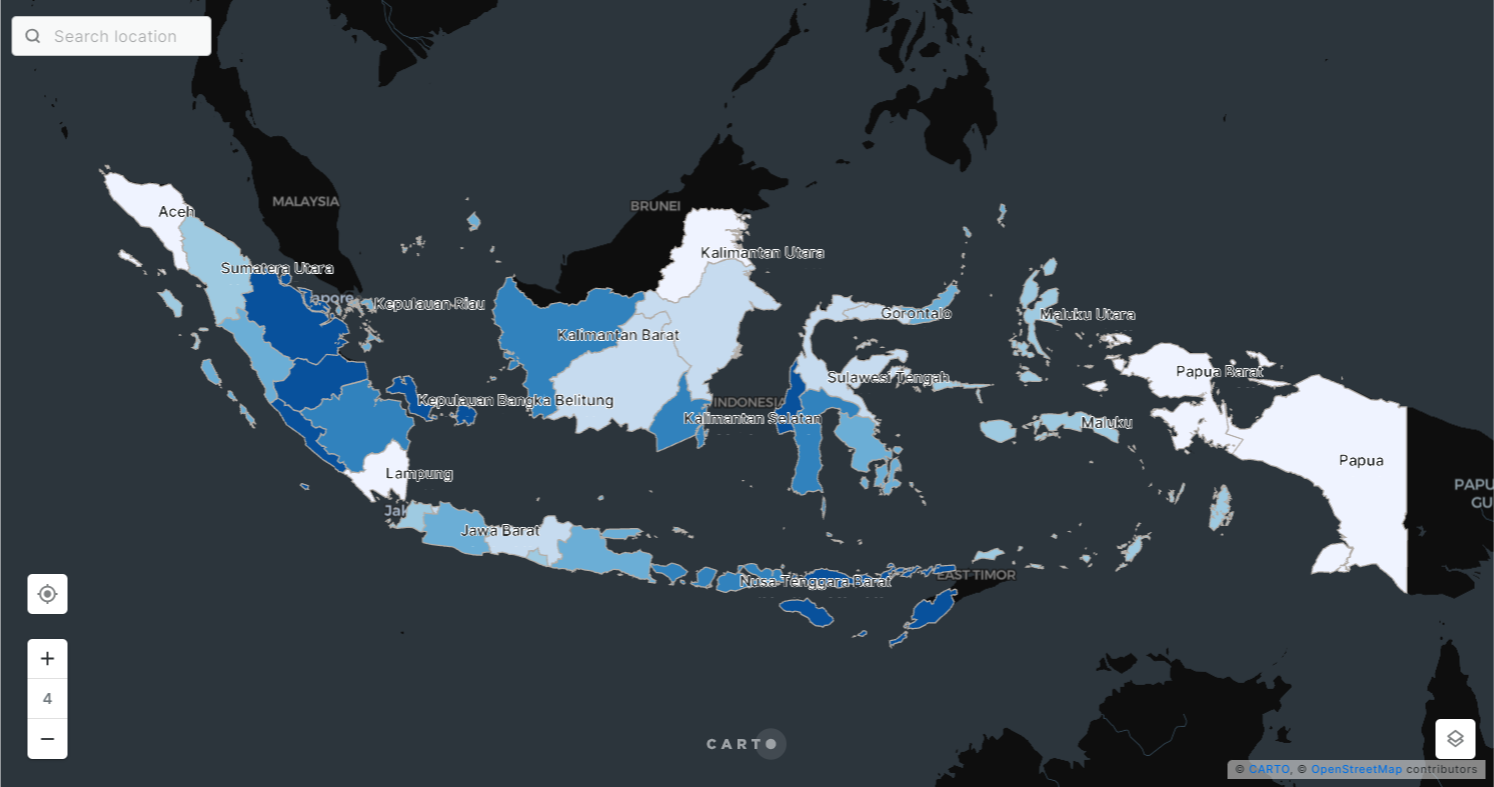 Search location
MALAYSIA
BRUNEI
Aceh
Kalimantan Utara
Sumatera Utara
Kepulauan Riau
Gorontalo
Maluku Utara
Kalimantan Barat
Papua Barat
Sulawesi Tengah
Kepulauan Bangka Belitung
INDONESIA
Kalimantan Selatan
Maluku
Papua
Lampung
PAPU
GU
Jak
Jawa Barat
EAST TIMOR
Nusa Tenggara Barat
+
4
−
CARTO
© CARTO, © OpenStreetMap contributors